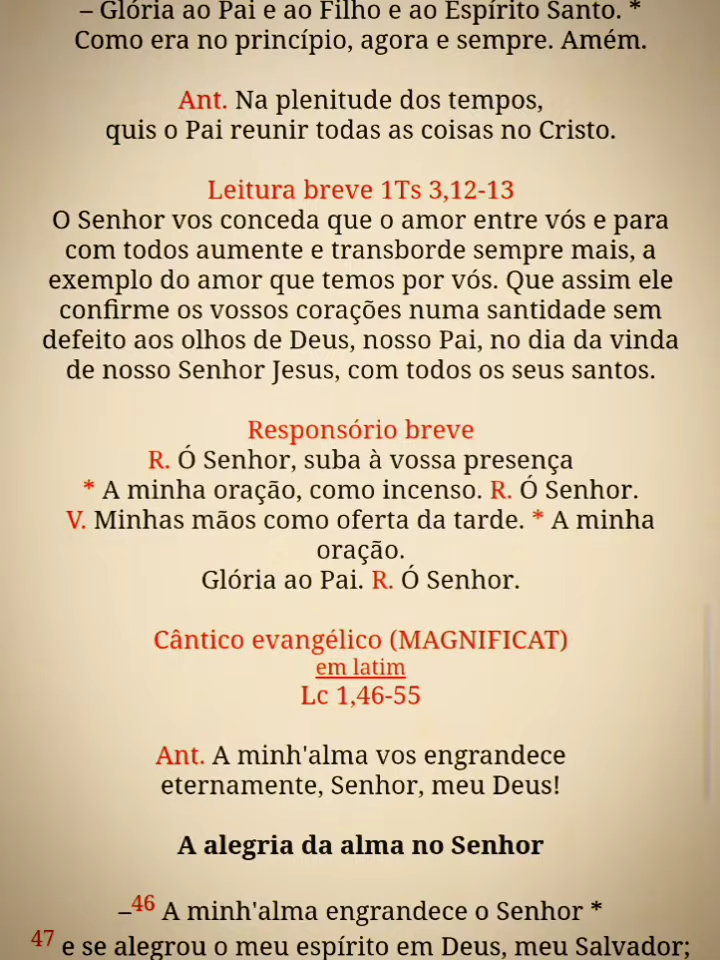 – Glória ao Pai e ao Filho e ao Espírito Santo. *
Como era no princípio, agora e sempre. Amém.
Ant. Na plenitude dos tempos,
quis o Pai reunir todas as coisas no Cristo.
Leitura breve 1Ts 3,12-13
O Senhor vos conceda que o amor entre vós e para
com todos aumente e transborde sempre mais, a
exemplo do amor que temos por vós. Que assim ele
confirme os vossos corações numa santidade sem
defeito aos olhos de Deus, nosso Pai, no dia da vinda
de nosso Senhor Jesus, com todos os seus santos.
Responsório breve
R. Ó Senhor, suba à vossa presença
* A minha oração, como incenso. R. Ó Senhor.
V. Minhas mãos como oferta da tarde. * A minha
oração.
Glória ao Pai. R. Ó Senhor.
Cântico evangélico (MAGNIFICAT)
em latim
Lc 1,46-55
Ant. A minh'alma vos engrandece
eternamente, Senhor, meu Deus!
A alegria da alma no Senhor
–46 A minh'alma engrandece o Senhor *
47 e se alegrou o meu espírito em Deus, meu Salvador;